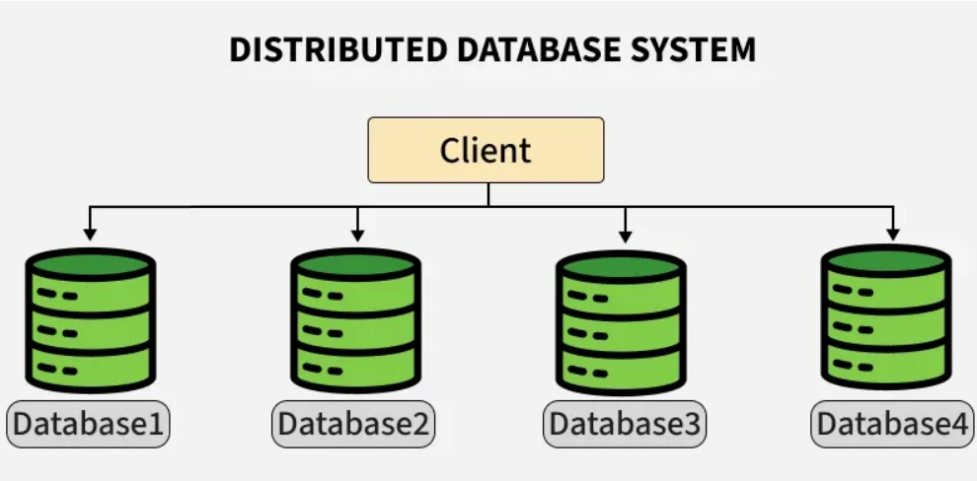 DISTRIBUTED DATABASE SYSTEM
Client
Database1
Database2
Database3
Database4